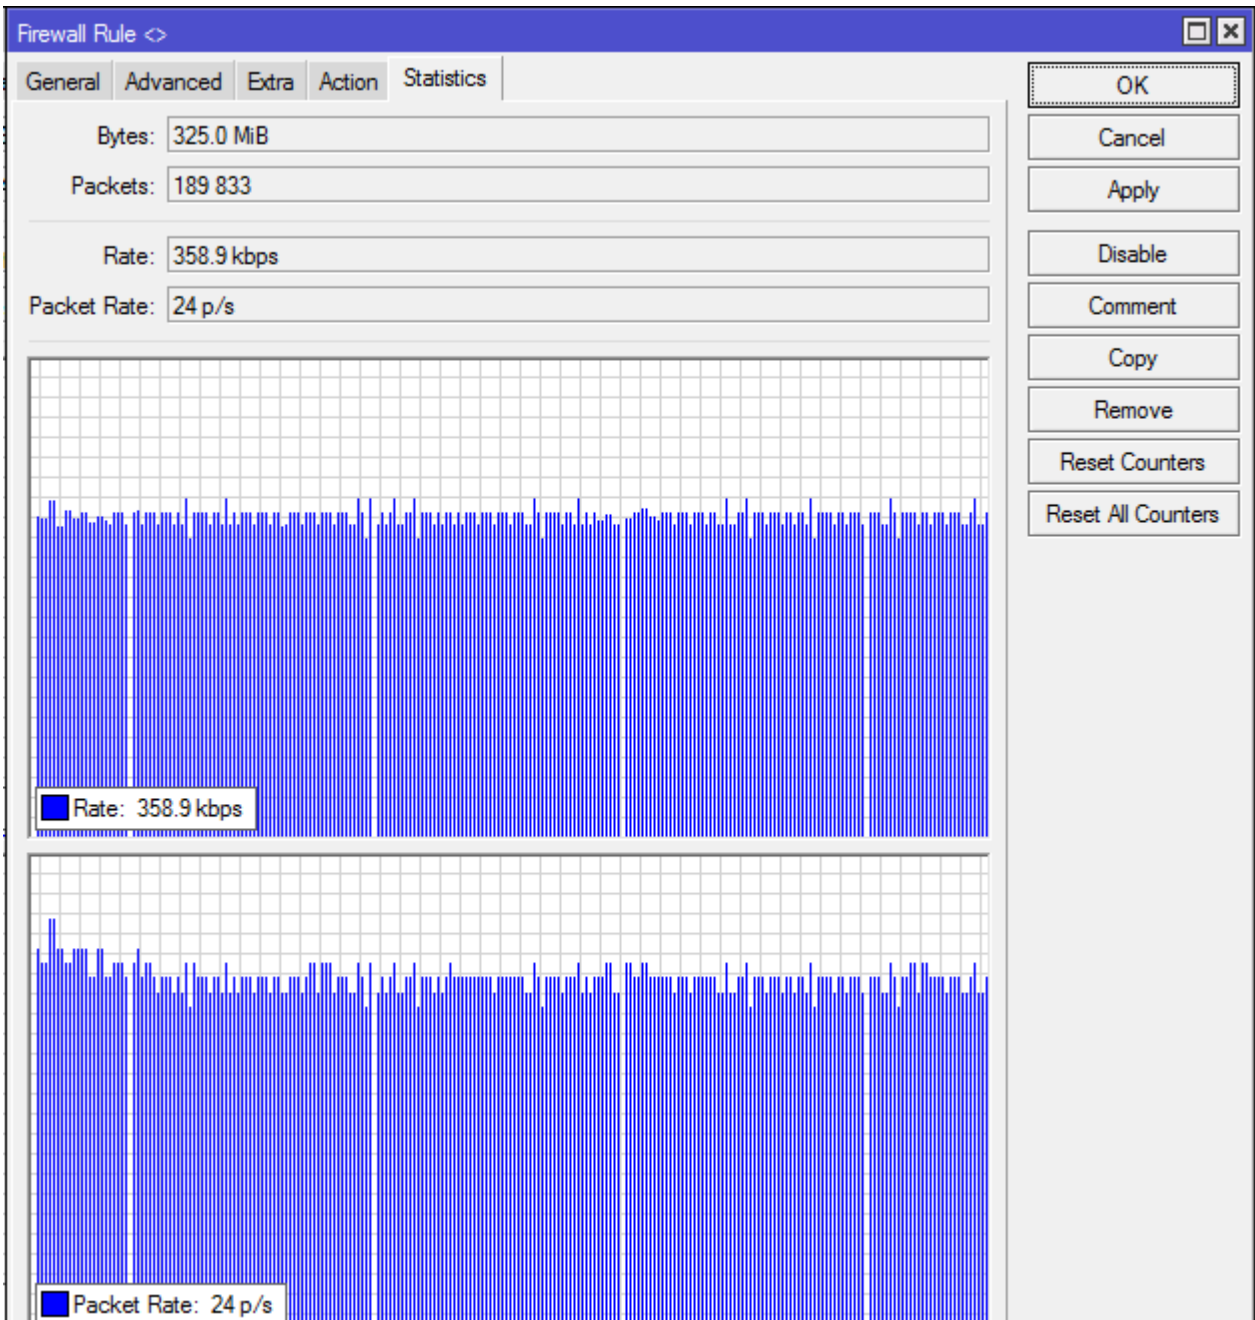 Firewall Rule <>
General Advanced Extra Action Statistics
Bytes: 325.0 MiB
Packets: 189 833
Rate: 358.9 kbps
Packet Rate: 24 p/s
Rate: 358.9 kbps
Packet Rate: 24 p/s
OK
Cancel
Apply
Disable
Comment
Copy
Remove
Reset Counters
Reset All Counters